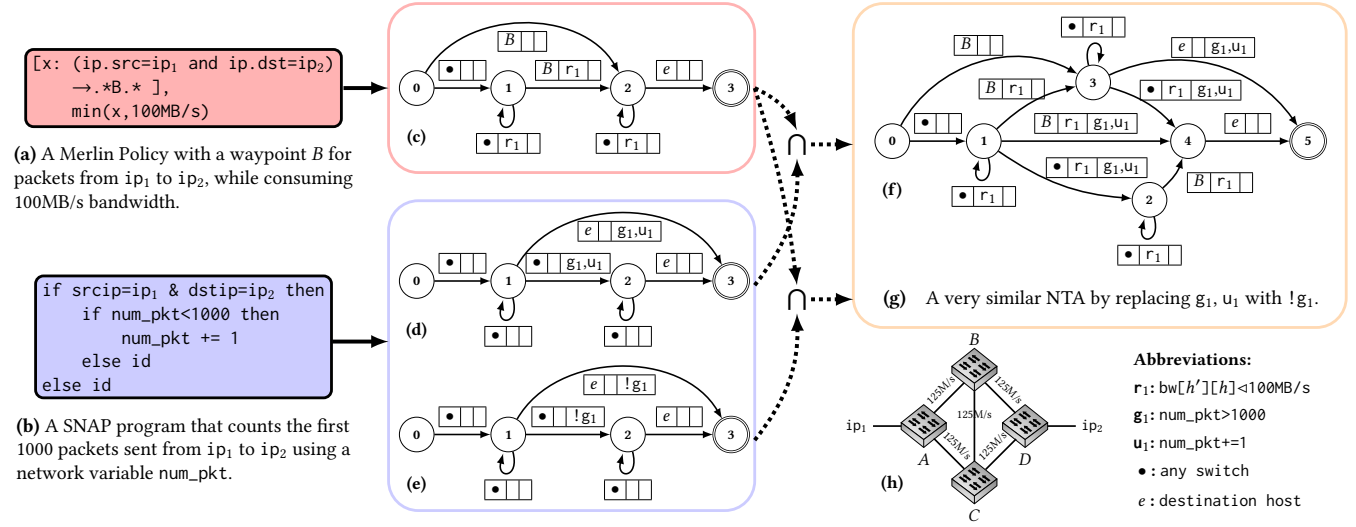 [x: (ip.src=ip₁ and ip.dst=ip₂)
→.*B.* ],
min(x,100MB/s)
(a) A Merlin Policy with a waypoint B for
packets from ip₁ to ip₂, while consuming
100MB/s bandwidth.
if srcip=ip₁ & dstip=ip₂ then
if num_pkt<1000 then
num_pkt += 1
else id
else id
(b) A SNAP program that counts the first
1000 packets sent from ip₁ to ip₂ using a
network variable num_pkt.
B
• B r₁ e
0 1 2 3
(c)
• r₁ • r₁
e g₁,u₁
• • g₁,u₁ e
0 1 2 3
(d)
• •
e !g₁
• • !g₁ e
0 1 2 3
(e)
• •
∩
∩
• r₁
B e g₁,u₁
3
B r₁ • r₁ g₁,u₁
• B r₁ g₁,u₁ e
0 1 4 5
(f)
• r₁ g₁,u₁
• r₁ 2 B r₁
• r₁
(g) A very similar NTA by replacing g₁, u₁ with !g₁.
B
125M/s 125M/s
125M/s
ip₁ ip₂
A D
125M/s 125M/s
(h)
C
Abbreviations:
r₁: bw[h′][h]⊲100MB/s
g₁: num_pkt>1000
u₁: num_pkt+=1
• : any switch
e : destination host